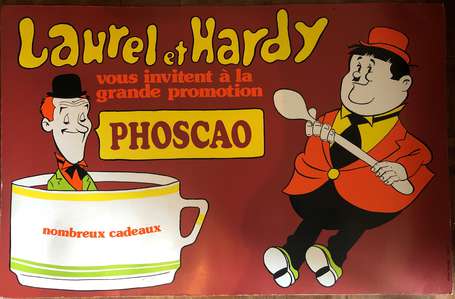 Laurel et Hardy
vous invitent à la
grande promotion
PHOSCAO
nombreux cadeaux